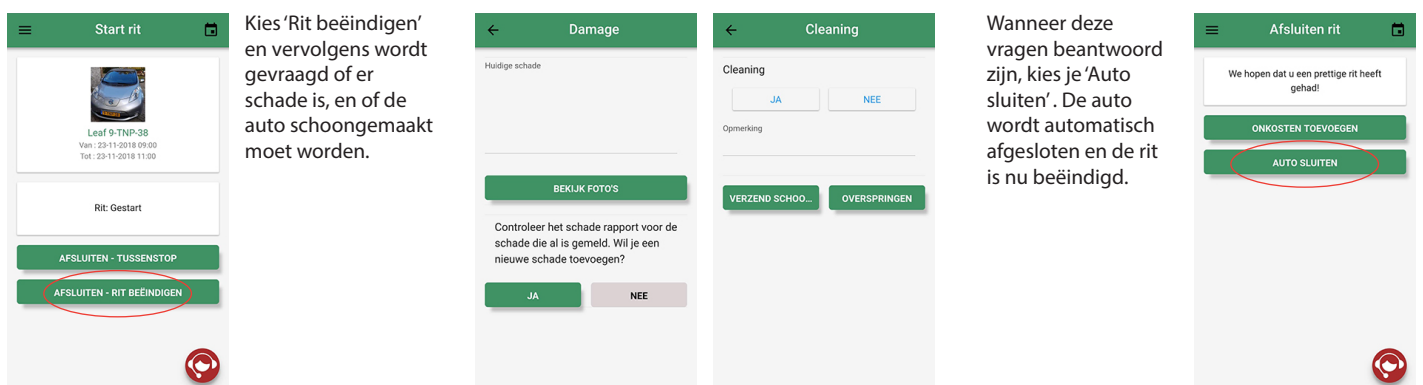 Start rit
Leaf 9-TNP-38
Van : 23-11-2018 09:00
Tot : 23-11-2018 11:00
Rit: Gestart
AFSLUITEN - TUSSENSTOP
AFSLUITEN - RIT BEËINDIGEN
Kies ‘Rit beëindigen’
en vervolgens wordt
gevraagd of er
schade is, en of de
auto schoongemaakt
moet worden.
Damage
Huidige schade
BEKIJK FOTO'S
Controleer het schade rapport voor de
schade die al is gemeld. Wil je een
nieuwe schade toevoegen?
JA NEE
Cleaning
Cleaning
JA NEE
Opmerking
VERZEND SCHOO... OVERSPRINGEN
Wanneer deze
vragen beantwoord
zijn, kies je ‘Auto
sluiten’ . De auto
wordt automatisch
afgesloten en de rit
is nu beëindigd.
Afsluiten rit
We hopen dat u een prettige rit heeft
gehad!
ONKOSTEN TOEVOEGEN
AUTO SLUITEN